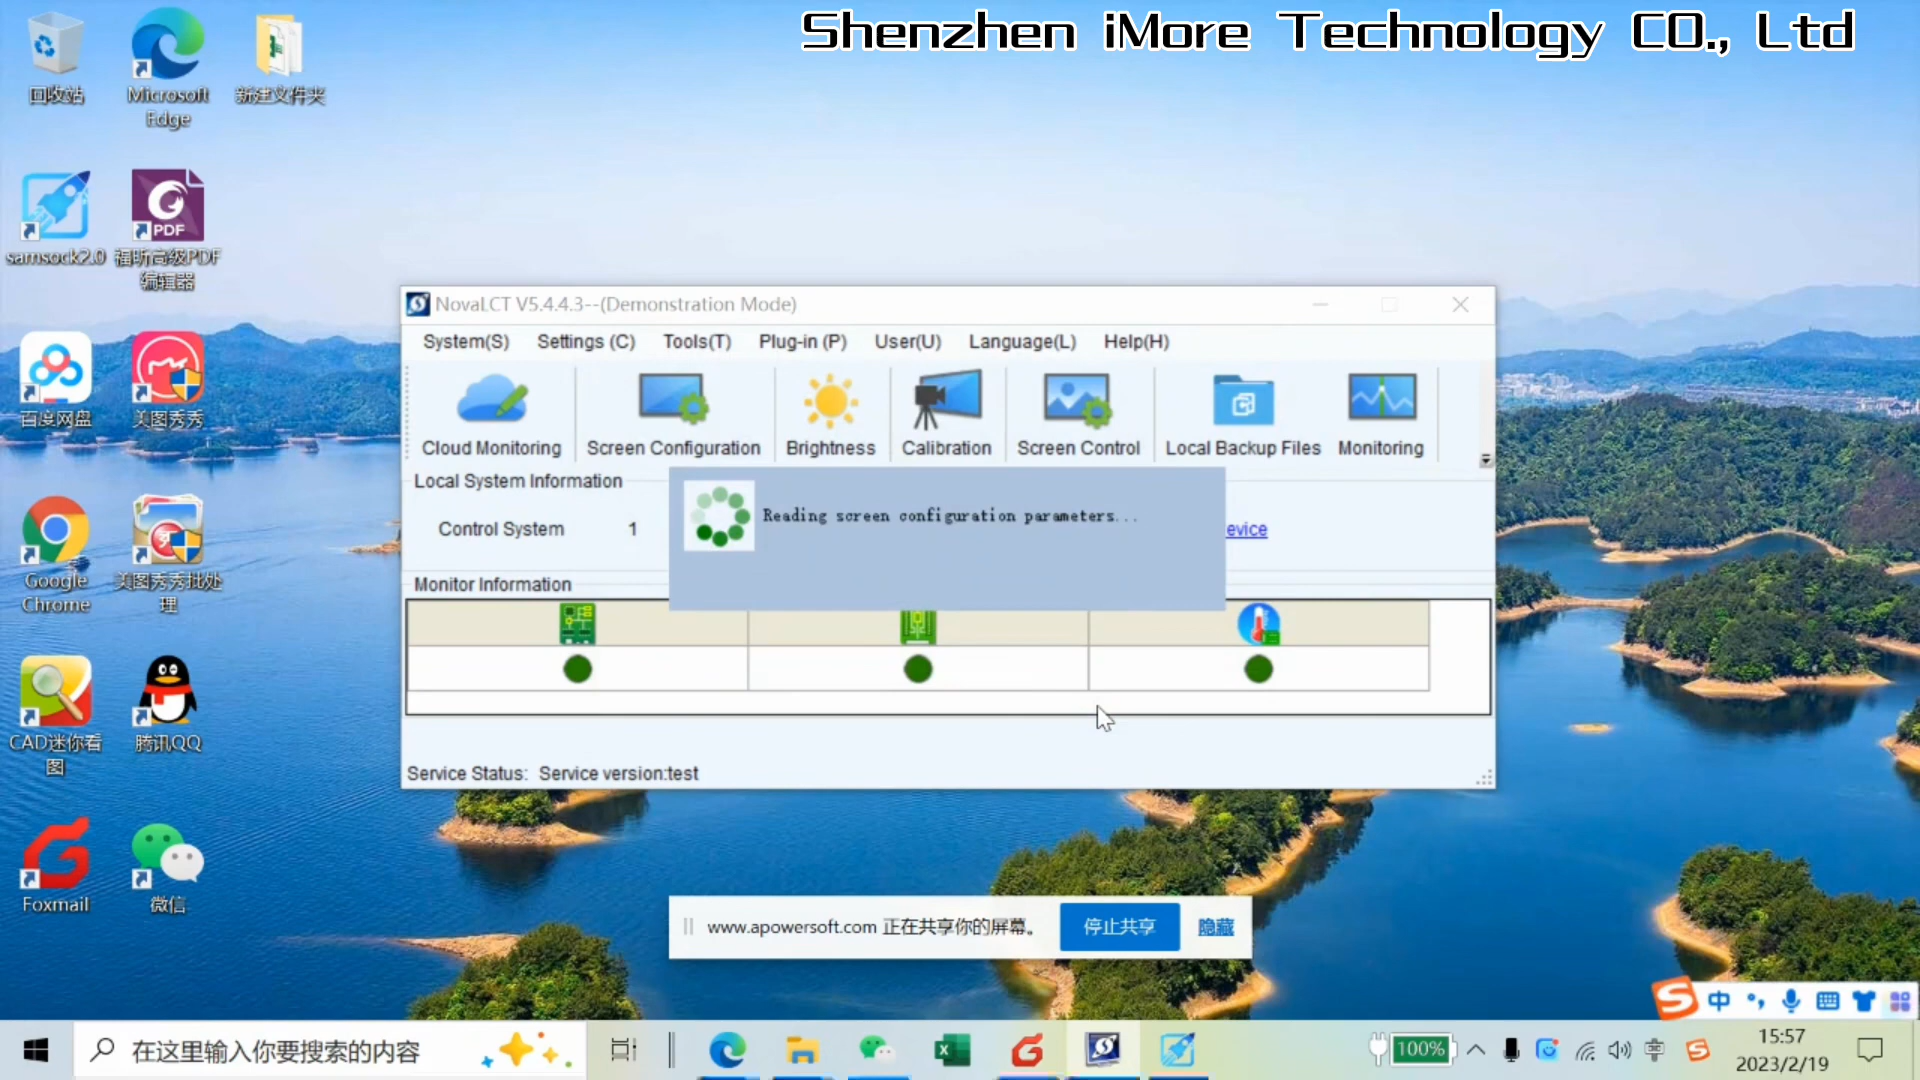 Shenzhen iMore Technology CO., Ltd
回收站
Microsoft
Edge
新建文件夹
samsock2.0
PDF
福昕高级PDF
编辑器
百度网盘
美图秀秀
Google
Chrome
美图秀秀批处
理
CAD迷你看
图
腾讯QQ
Foxmail
微信
NovaLCT V5.4.4.3--(Demonstration Mode)
System(S) Settings (C) Tools(T) Plug-in (P) User(U) Language(L) Help(H)
Cloud Monitoring Screen Configuration Brightness Calibration Screen Control Local Backup Files Monitoring
Local System Information
Reading screen configuration parameters...
Control System 1 evice
Monitor Information
Service Status: Service version:test
www.apowersoft.com 正在共享你的屏幕。 停止共享 隐藏
中
在这里输入你要搜索的内容
100%
15:57
2023/2/19